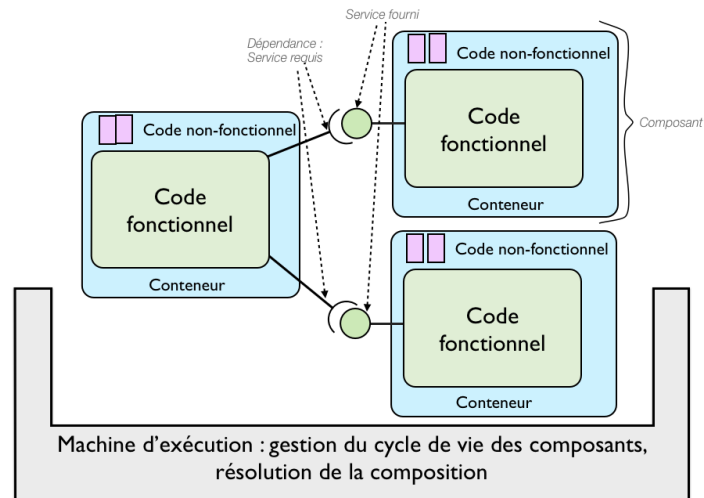 Service fourni
Dépendance :
Service requis
Code non-fonctionnel
Code
fonctionnel
Conteneur
Composant
Code non-fonctionnel
Code
fonctionnel
Conteneur
Code non-fonctionnel
Code
fonctionnel
Conteneur
Machine d'exécution : gestion du cycle de vie des composants,
résolution de la composition